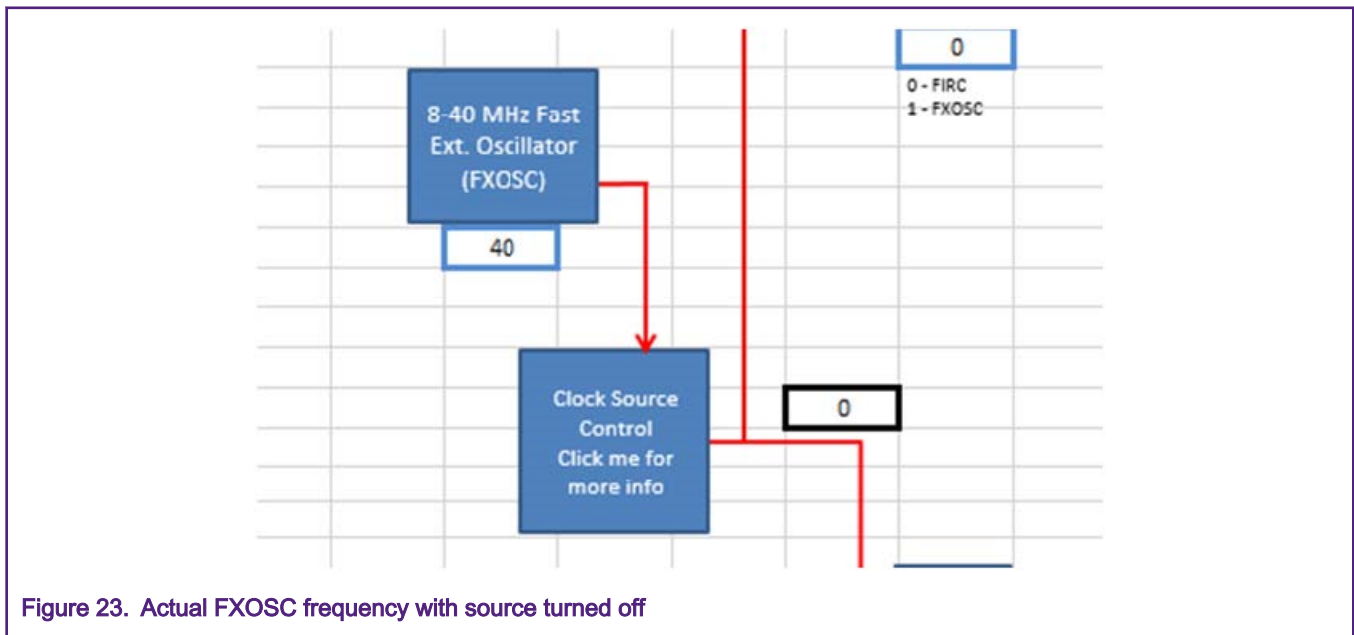 0
0 - FIRC
1 - FXOSC
8-40 MHz Fast
Ext. Oscillator
(FXOSC)
40
Clock Source
Control
Click me for
more info
0
Figure 23. Actual FXOSC frequency with source turned off